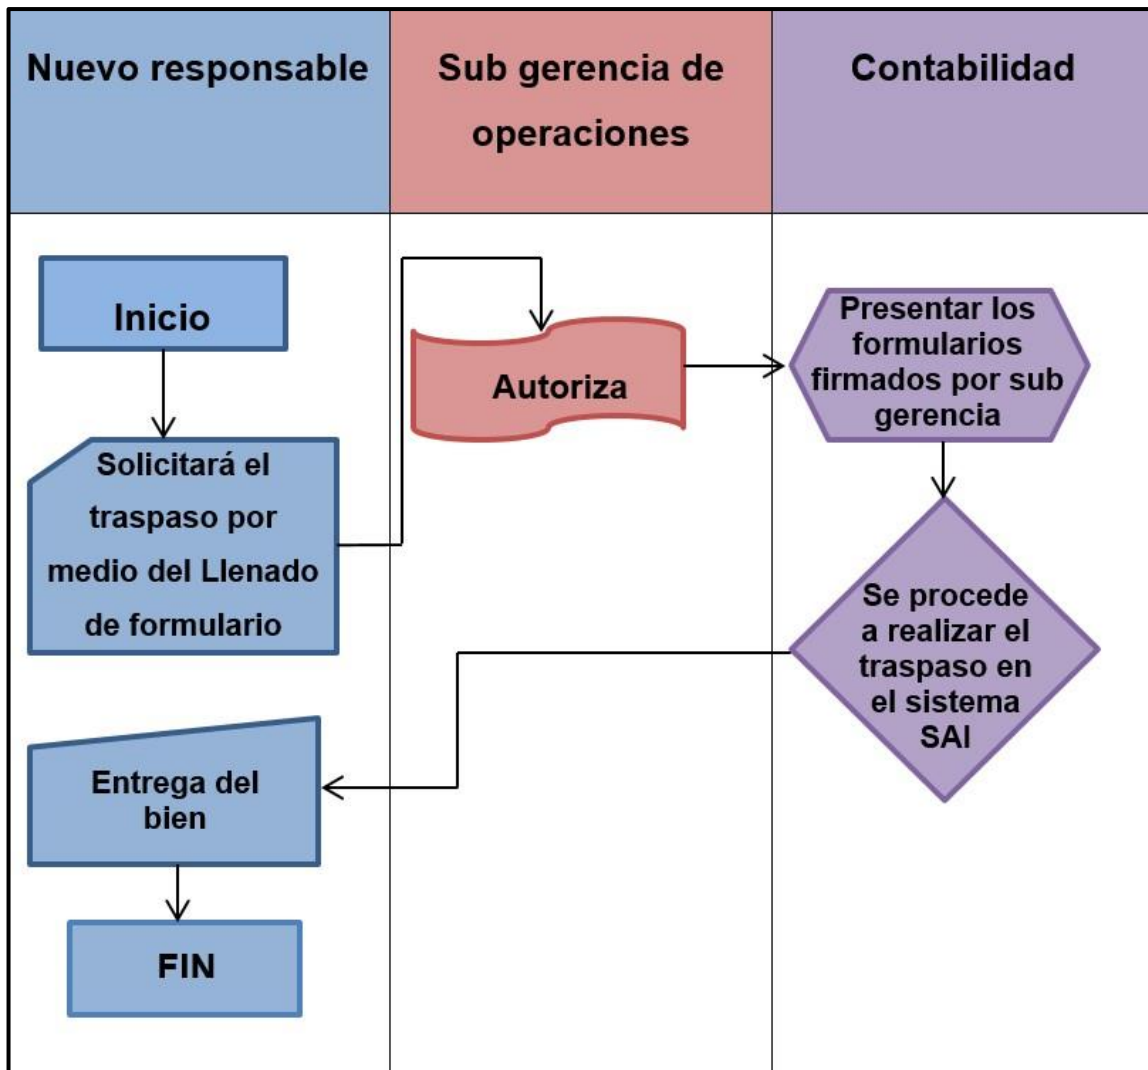 Nuevo responsable
Sub gerencia de
operaciones
Contabilidad
Inicio
Solicitará el
traspaso por
medio del Llenado
de formulario
Autoriza
Presentar los
formularios
firmados por sub
gerencia
Se procede
a realizar el
traspaso en
el sistema
SAI
Entrega del
bien
FIN